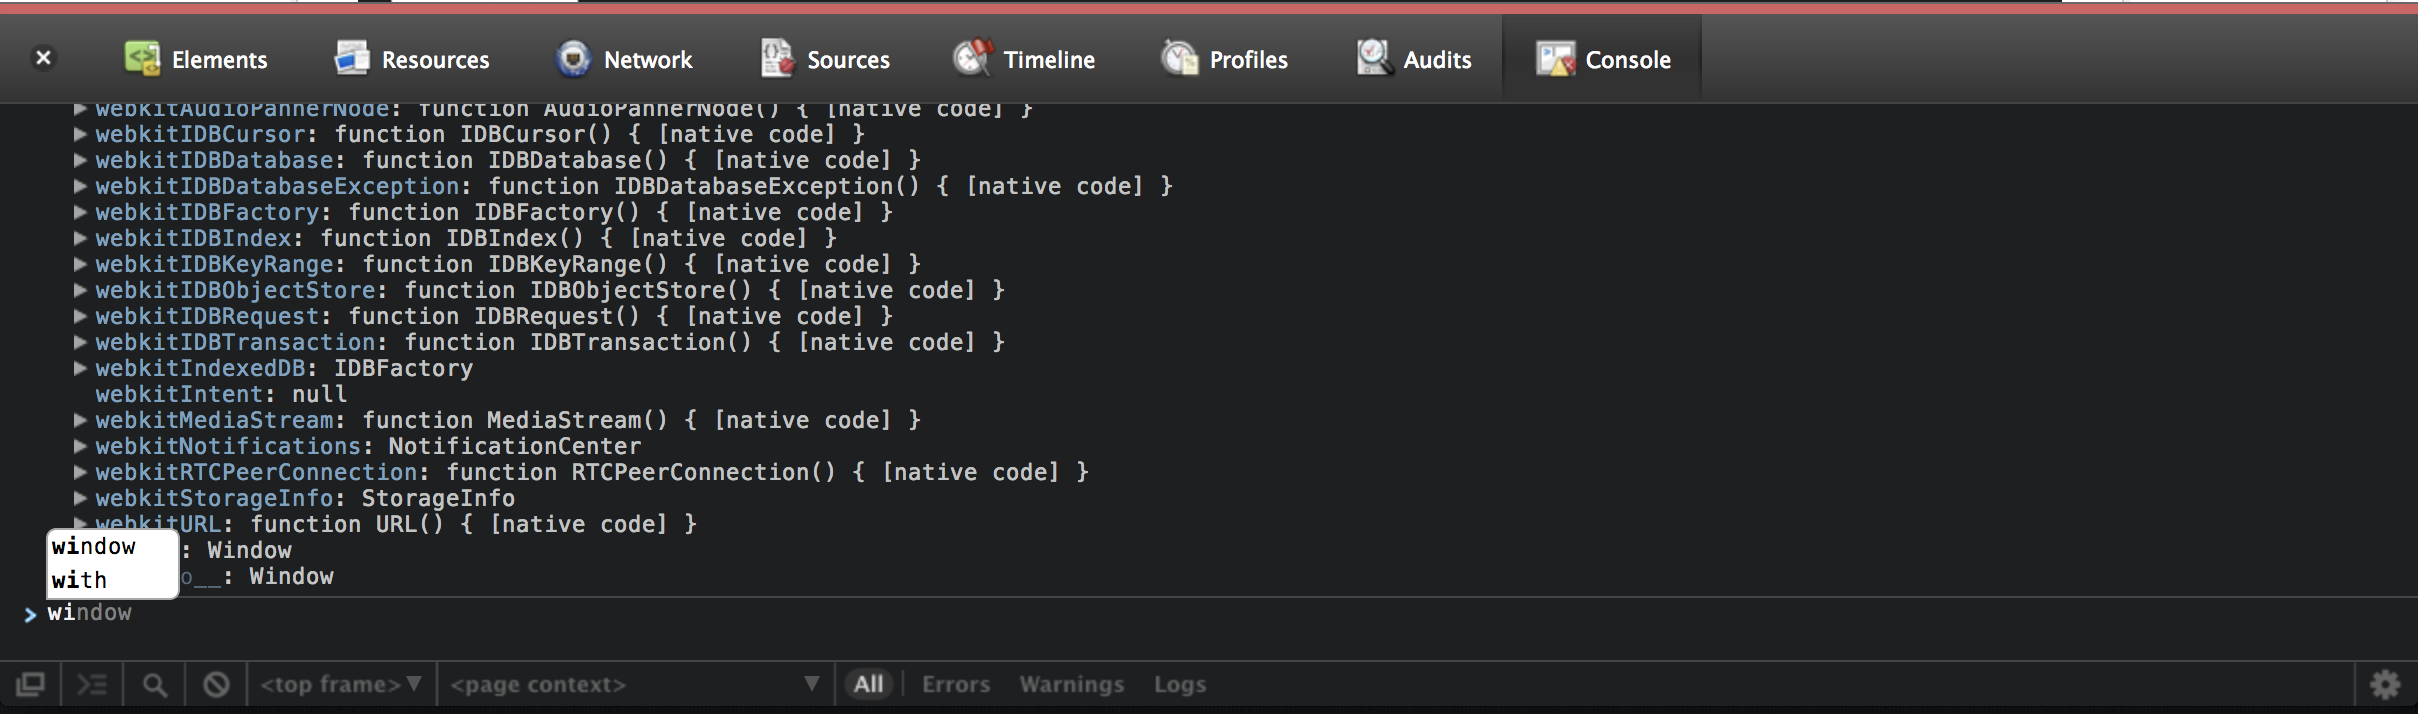 Elements Resources Network Sources Timeline Profiles Audits Console
webkitAudioPannerNode: function AudioPannerNode() { [native code] }
webkitIDBCursor: function IDBCursor() { [native code] }
webkitIDBDatabase: function IDBDatabase() { [native code] }
webkitIDBDatabaseException: function IDBDatabaseException() { [native code] }
webkitIDBFactory: function IDBFactory() { [native code] }
webkitIDBIndex: function IDBIndex() { [native code] }
webkitIDBKeyRange: function IDBKeyRange() { [native code] }
webkitIDBObjectStore: function IDBObjectStore() { [native code] }
webkitIDBRequest: function IDBRequest() { [native code] }
webkitIDBTransaction: function IDBTransaction() { [native code] }
webkitIndexedDB: IDBFactory
webkitIntent: null
webkitMediaStream: function MediaStream() { [native code] }
webkitNotifications: NotificationCenter
webkitRTCPeerConnection: function RTCPeerConnection() { [native code] }
webkitStorageInfo: StorageInfo
webkitURL: function URL() { [native code] }
window : Window
with o__: Window
> window
<top frame> <page context> All Errors Warnings Logs